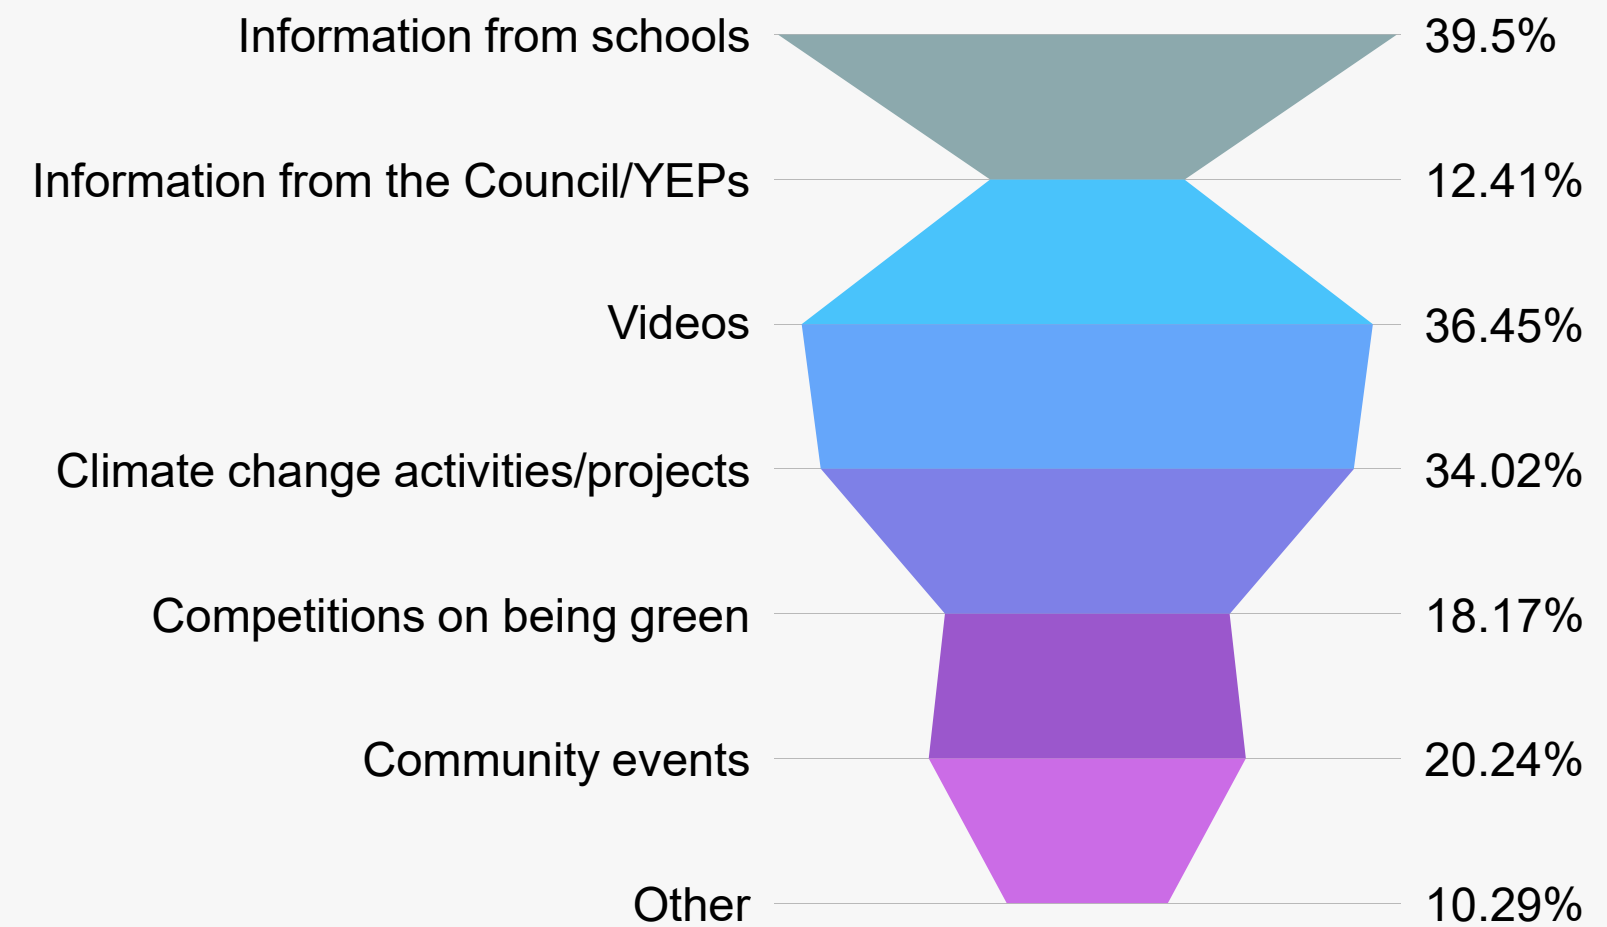 Information from schools 39.5%
Information from the Council/YEPs 12.41%
Videos 36.45%
Climate change activities/projects 34.02%
Competitions on being green 18.17%
Community events 20.24%
Other 10.29%